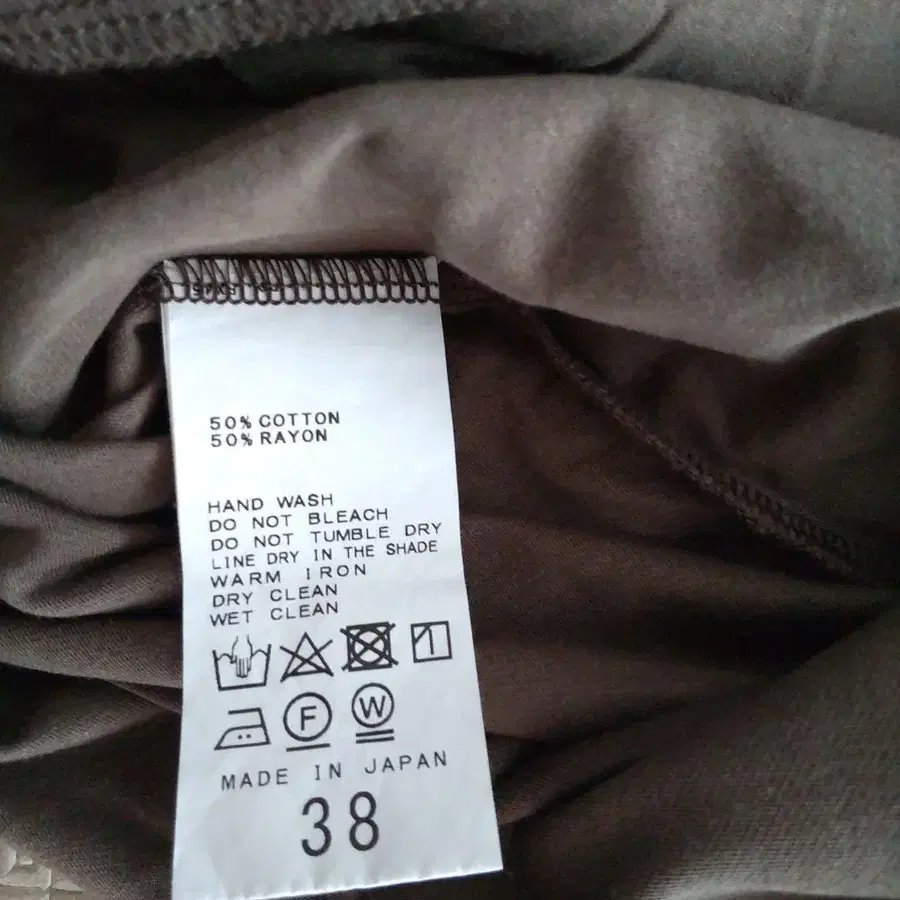 50% COTTON
50% RAYON
HAND WASH
DO NOT BLEACH
DO NOT TUMBLE DRY
LINE DRY IN THE SHADE
WARM IRON
DRY CLEAN
WET CLEAN
F W
MADE IN JAPAN
38